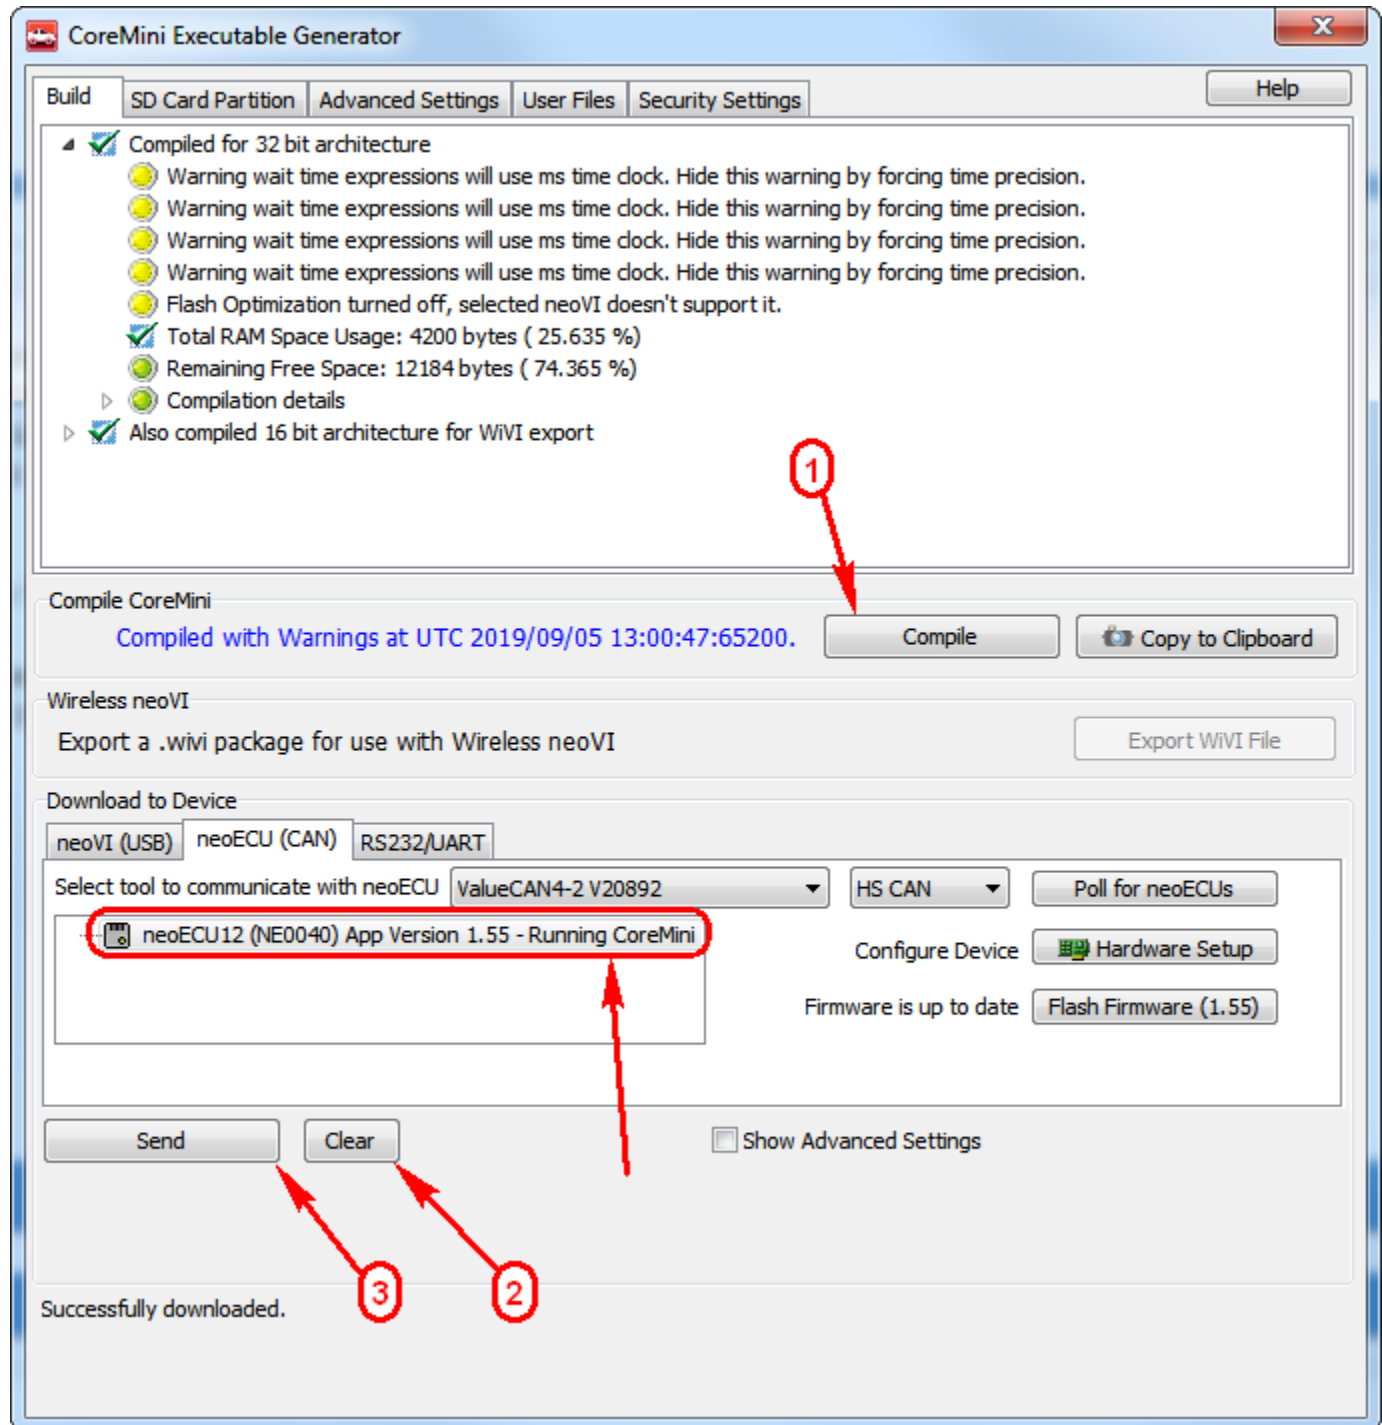 CoreMini Executable Generator
Build SD Card Partition Advanced Settings User Files Security Settings Help
Compiled for 32 bit architecture
Warning wait time expressions will use ms time clock. Hide this warning by forcing time precision.
Warning wait time expressions will use ms time clock. Hide this warning by forcing time precision.
Warning wait time expressions will use ms time clock. Hide this warning by forcing time precision.
Warning wait time expressions will use ms time clock. Hide this warning by forcing time precision.
Flash Optimization turned off, selected neoVI doesn't support it.
Total RAM Space Usage: 4200 bytes ( 25.635 %)
Remaining Free Space: 12184 bytes ( 74.365 %)
Compilation details
Also compiled 16 bit architecture for WiVI export
1
Compile CoreMini
Compiled with Warnings at UTC 2019/09/05 13:00:47:65200. Compile Copy to Clipboard
Wireless neoVI
Export a .wivi package for use with Wireless neoVI Export WiVI File
Download to Device
neoVI (USB) neoECU (CAN) RS232/UART
Select tool to communicate with neoECU ValueCAN4-2 V20892 HS CAN Poll for neoECUs
neoECU12 (NE0040) App Version 1.55 - Running CoreMini
Configure Device Hardware Setup
Firmware is up to date Flash Firmware (1.55)
Send Clear Show Advanced Settings
3 2
Successfully downloaded.